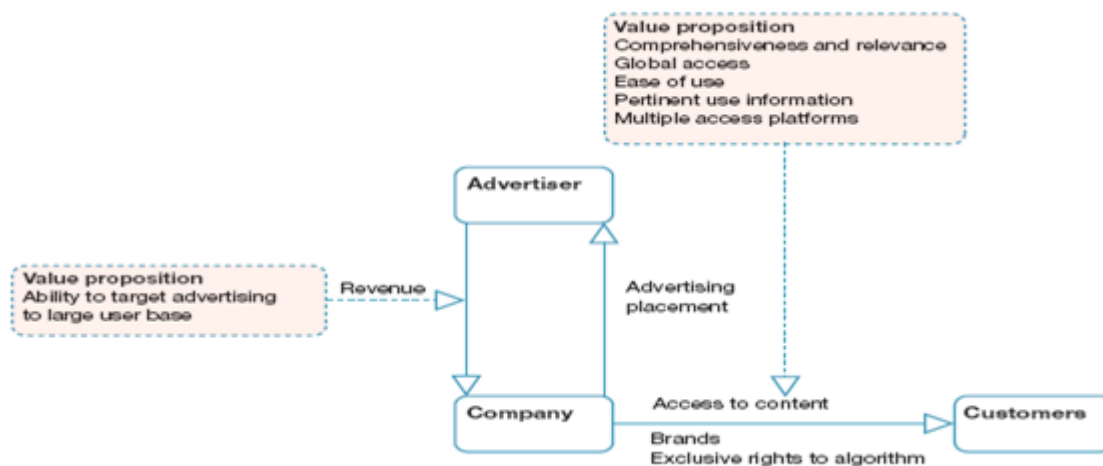 Value proposition
Comprehensiveness and relevance
Global access
Ease of use
Pertinent use information
Multiple access platforms
Advertiser
Value proposition
Ability to target advertising
to large user base
Revenue
Advertising
placement
Company
Access to content
Brands
Exclusive rights to algorithm
Customers